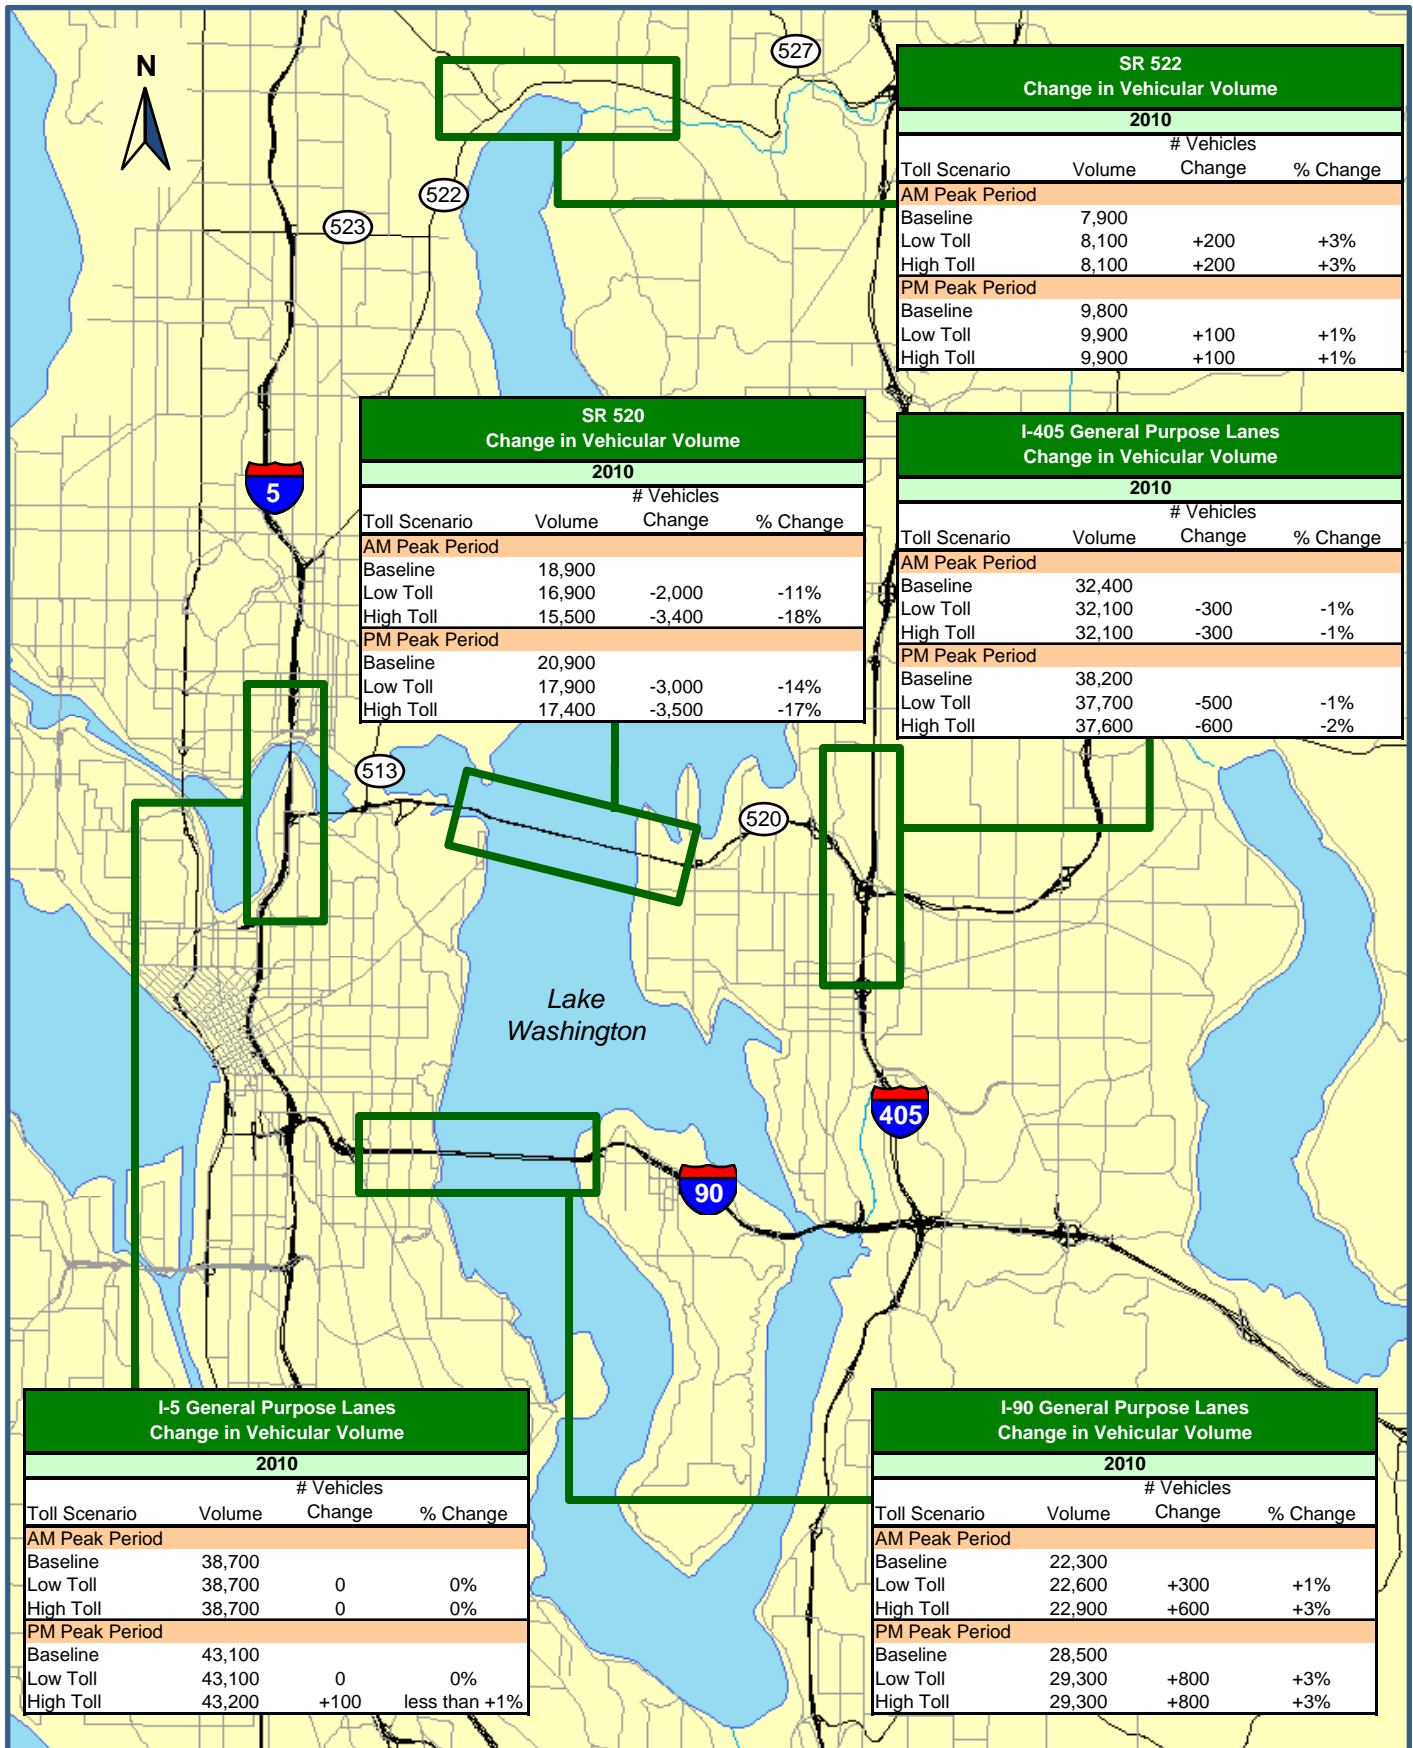 N
527
522
523
5
513
520
Lake
Washington
405
90
SR 522
Change in Vehicular Volume
2010
# Vehicles
Toll Scenario Volume Change % Change
AM Peak Period
Baseline 7,900
Low Toll 8,100 +200 +3%
High Toll 8,100 +200 +3%
PM Peak Period
Baseline 9,800
Low Toll 9,900 +100 +1%
High Toll 9,900 +100 +1%
SR 520
Change in Vehicular Volume
2010
# Vehicles
Toll Scenario Volume Change % Change
AM Peak Period
Baseline 18,900
Low Toll 16,900 -2,000 -11%
High Toll 15,500 -3,400 -18%
PM Peak Period
Baseline 20,900
Low Toll 17,900 -3,000 -14%
High Toll 17,400 -3,500 -17%
I-405 General Purpose Lanes
Change in Vehicular Volume
2010
# Vehicles
Toll Scenario Volume Change % Change
AM Peak Period
Baseline 32,400
Low Toll 32,100 -300 -1%
High Toll 32,100 -300 -1%
PM Peak Period
Baseline 38,200
Low Toll 37,700 -500 -1%
High Toll 37,600 -600 -2%
I-5 General Purpose Lanes
Change in Vehicular Volume
2010
# Vehicles
Toll Scenario Volume Change % Change
AM Peak Period
Baseline 38,700
Low Toll 38,700 0 0%
High Toll 38,700 0 0%
PM Peak Period
Baseline 43,100
Low Toll 43,100 0 0%
High Toll 43,200 +100 less than +1%
I-90 General Purpose Lanes
Change in Vehicular Volume
2010
# Vehicles
Toll Scenario Volume Change % Change
AM Peak Period
Baseline 22,300
Low Toll 22,600 +300 +1%
High Toll 22,900 +600 +3%
PM Peak Period
Baseline 28,500
Low Toll 29,300 +800 +3%
High Toll 29,300 +800 +3%